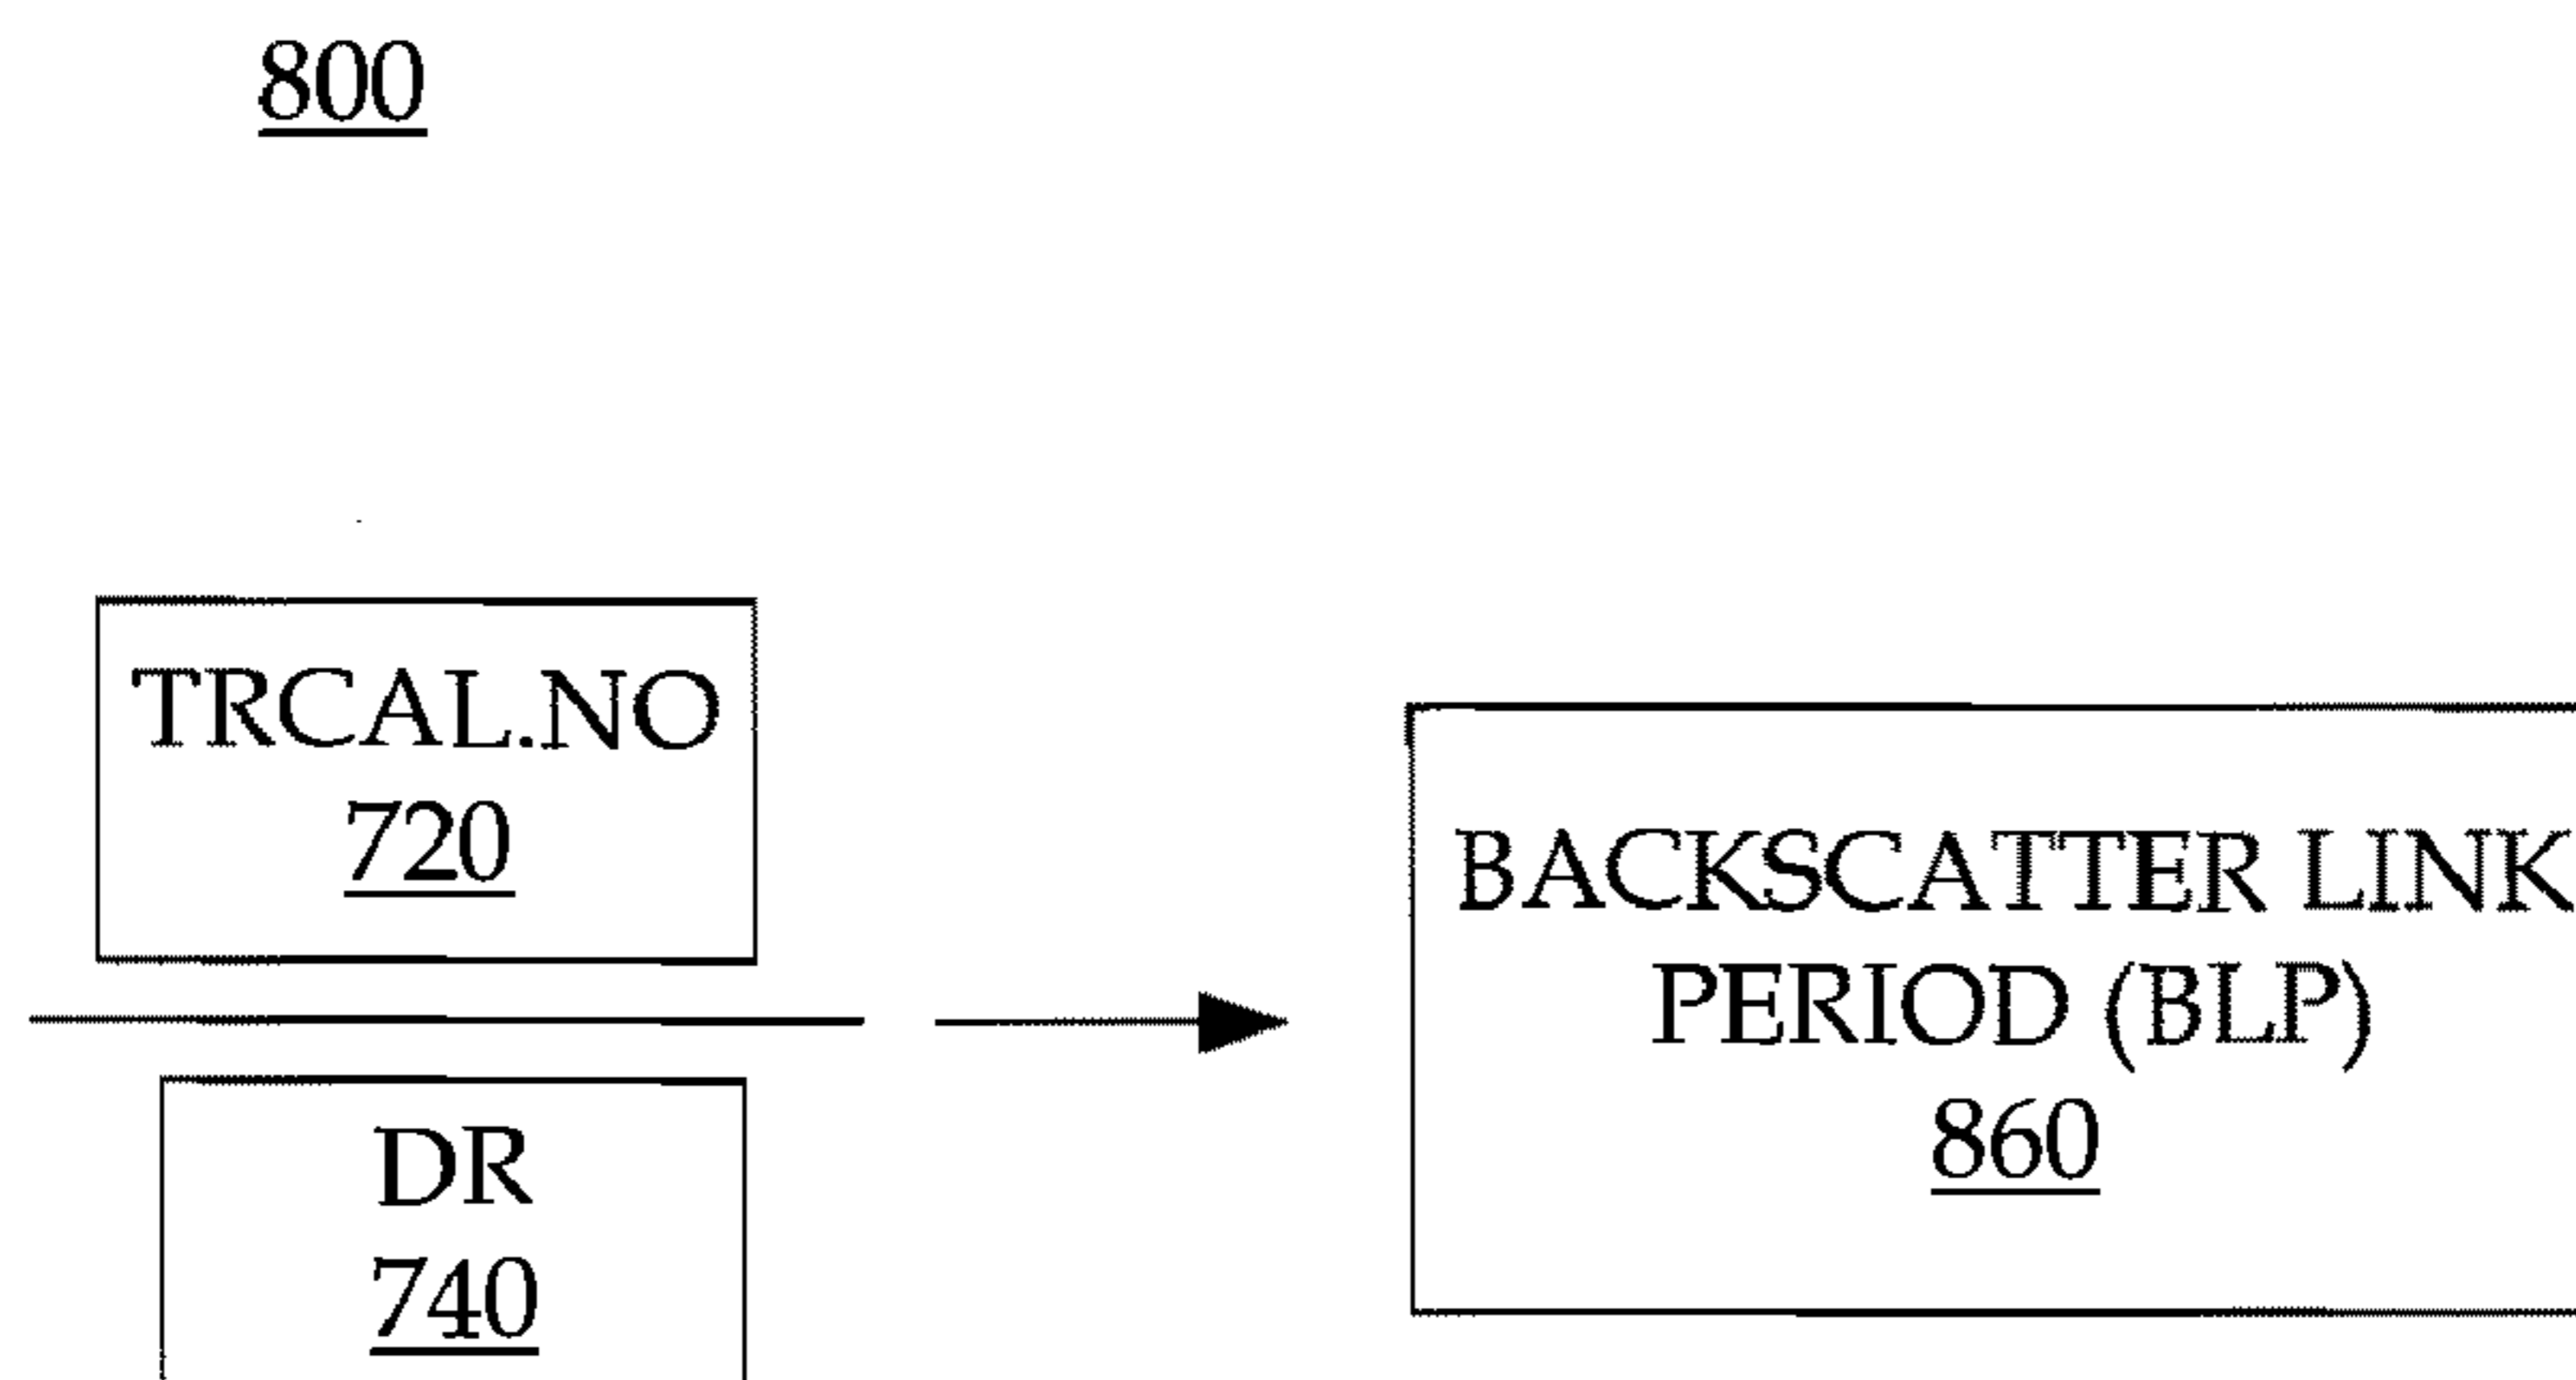 800
TRCAL.NO
720
DR
740
BACKSCATTER LINK
PERIOD (BLP)
860